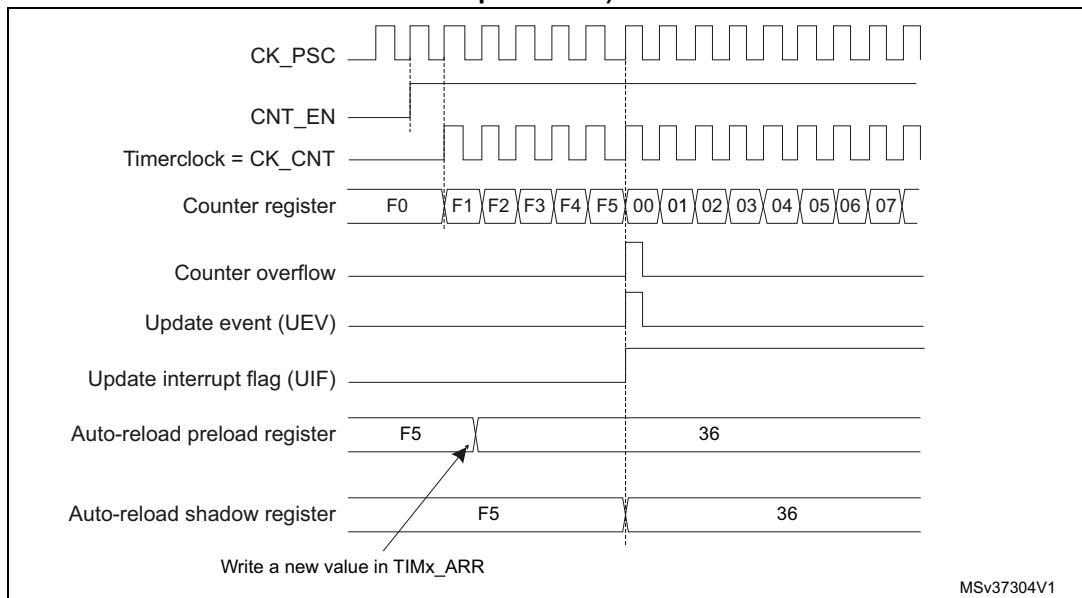 CK_PSC
CNT_EN
Timerclock = CK_CNT
Counter register F0 F1 F2 F3 F4 F5 00 01 02 03 04 05 06 07
Counter overflow
Update event (UEV)
Update interrupt flag (UIF)
Auto-reload preload register F5 36
Auto-reload shadow register F5 36
Write a new value in TIMx_ARR
MSv37304V1